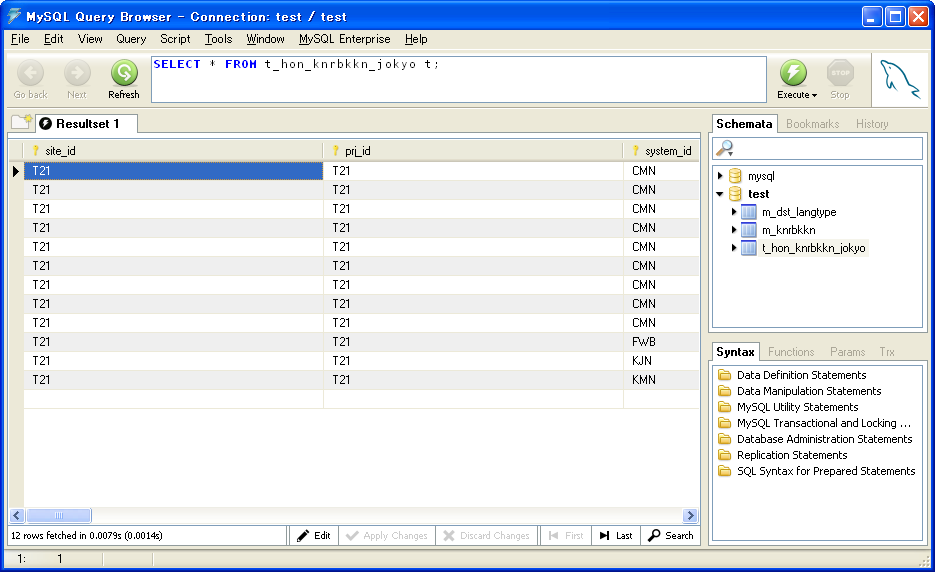 MySQL Query Browser - Connection: test / test
File Edit View Query Script Tools Window MySQL Enterprise Help
SELECT * FROM t_hon_knrbkkn_jokyo t;
Go back Next Refresh Execute STOP Stop
Resultset 1
site_id prj_id system_id
T21 T21 CMN
T21 T21 CMN
T21 T21 CMN
T21 T21 CMN
T21 T21 CMN
T21 T21 CMN
T21 T21 CMN
T21 T21 CMN
T21 T21 CMN
T21 T21 FWB
T21 T21 KJN
T21 T21 KMN
12 rows fetched in 0.0079s (0.0014s) Edit Apply Changes Discard Changes First Last Search
Schemata Bookmarks History
mysql
test
m_dst_langtype
m_knrbkkn
t_hon_knrbkkn_jokyo
Syntax Functions Params Trx
Data Definition Statements
Data Manipulation Statements
MySQL Utility Statements
MySQL Transactional and Locking ...
Database Administration Statements
Replication Statements
SQL Syntax for Prepared Statements
1: 1